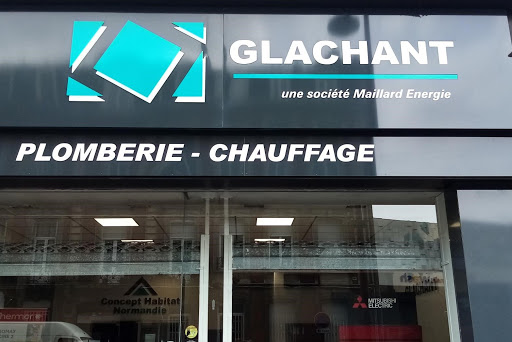 GLACHANT
une société Maillard Energie
PLOMBERIE - CHAUFFAGE
Concept Habitat
Normandie
MITSUBISHI
ELECTRIC